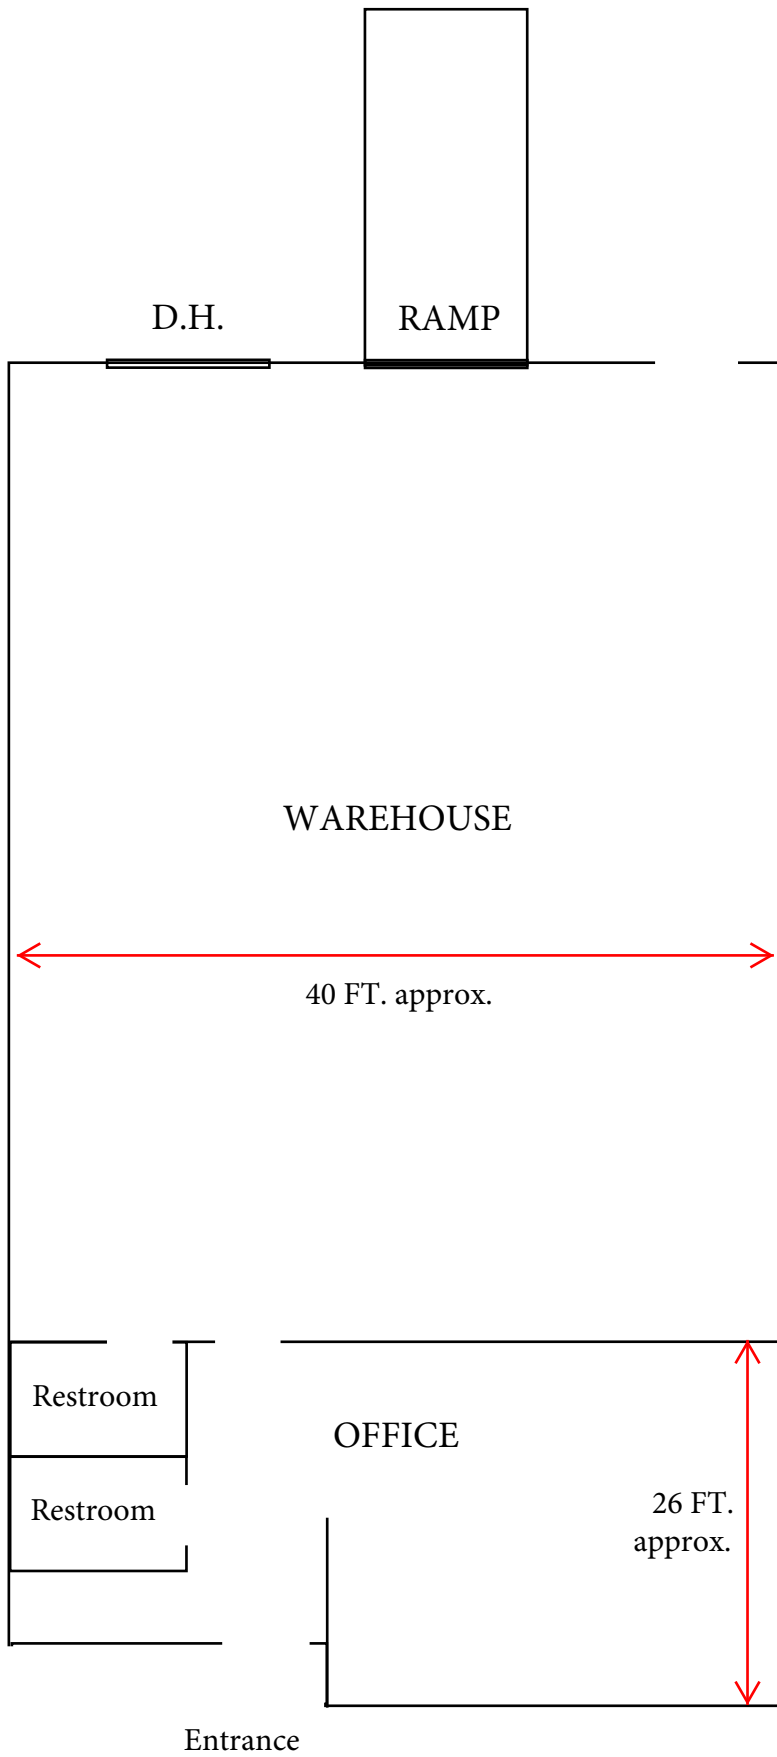 D.H.
RAMP
WAREHOUSE
40 FT. approx.
Restroom
OFFICE
Restroom
26 FT.
approx.
Entrance